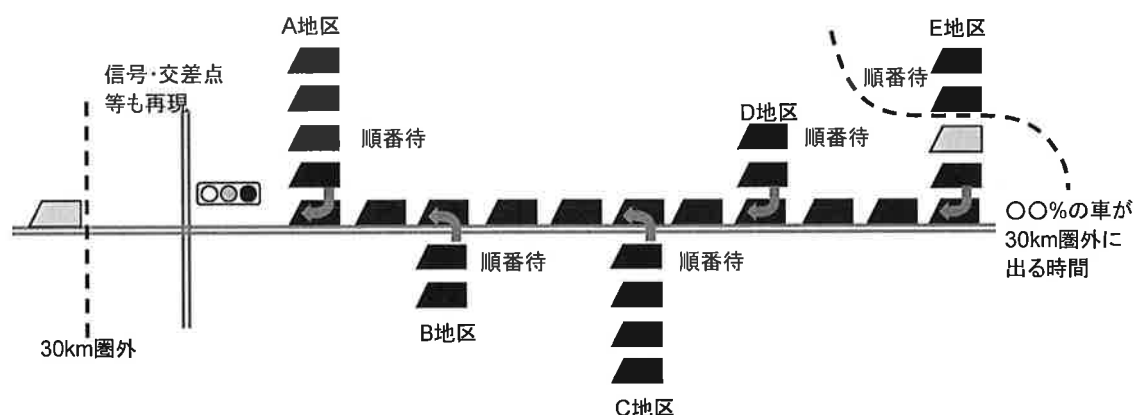 A地区
信号・交差点
等も再現
順番待
E地区
順番待
D地区
順番待
〇〇%の車が
30km圏外に
出る時間
順番待
順番待
B地区
30km圏外
C地区